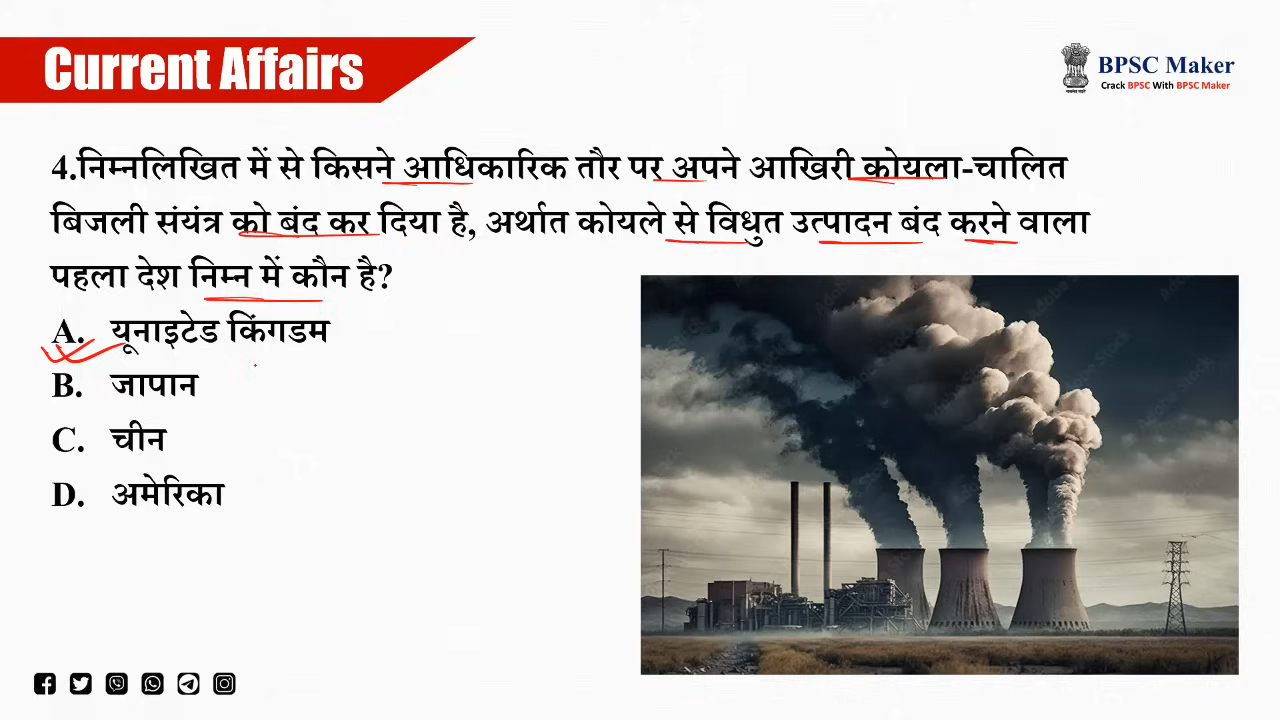 Current Affairs
BPSC Maker
Crack BPSC With BPSC Maker
4.निम्नलिखित में से किसने आधिकारिक तौर पर अपने आखिरी कोयला-चालित
बिजली संयंत्र को बंद कर दिया है, अर्थात कोयले से विधुत उत्पादन बंद करने वाला
पहला देश निम्न में कौन है?
A. यूनाइटेड किंगडम
B. जापान
C. चीन
D. अमेरिका